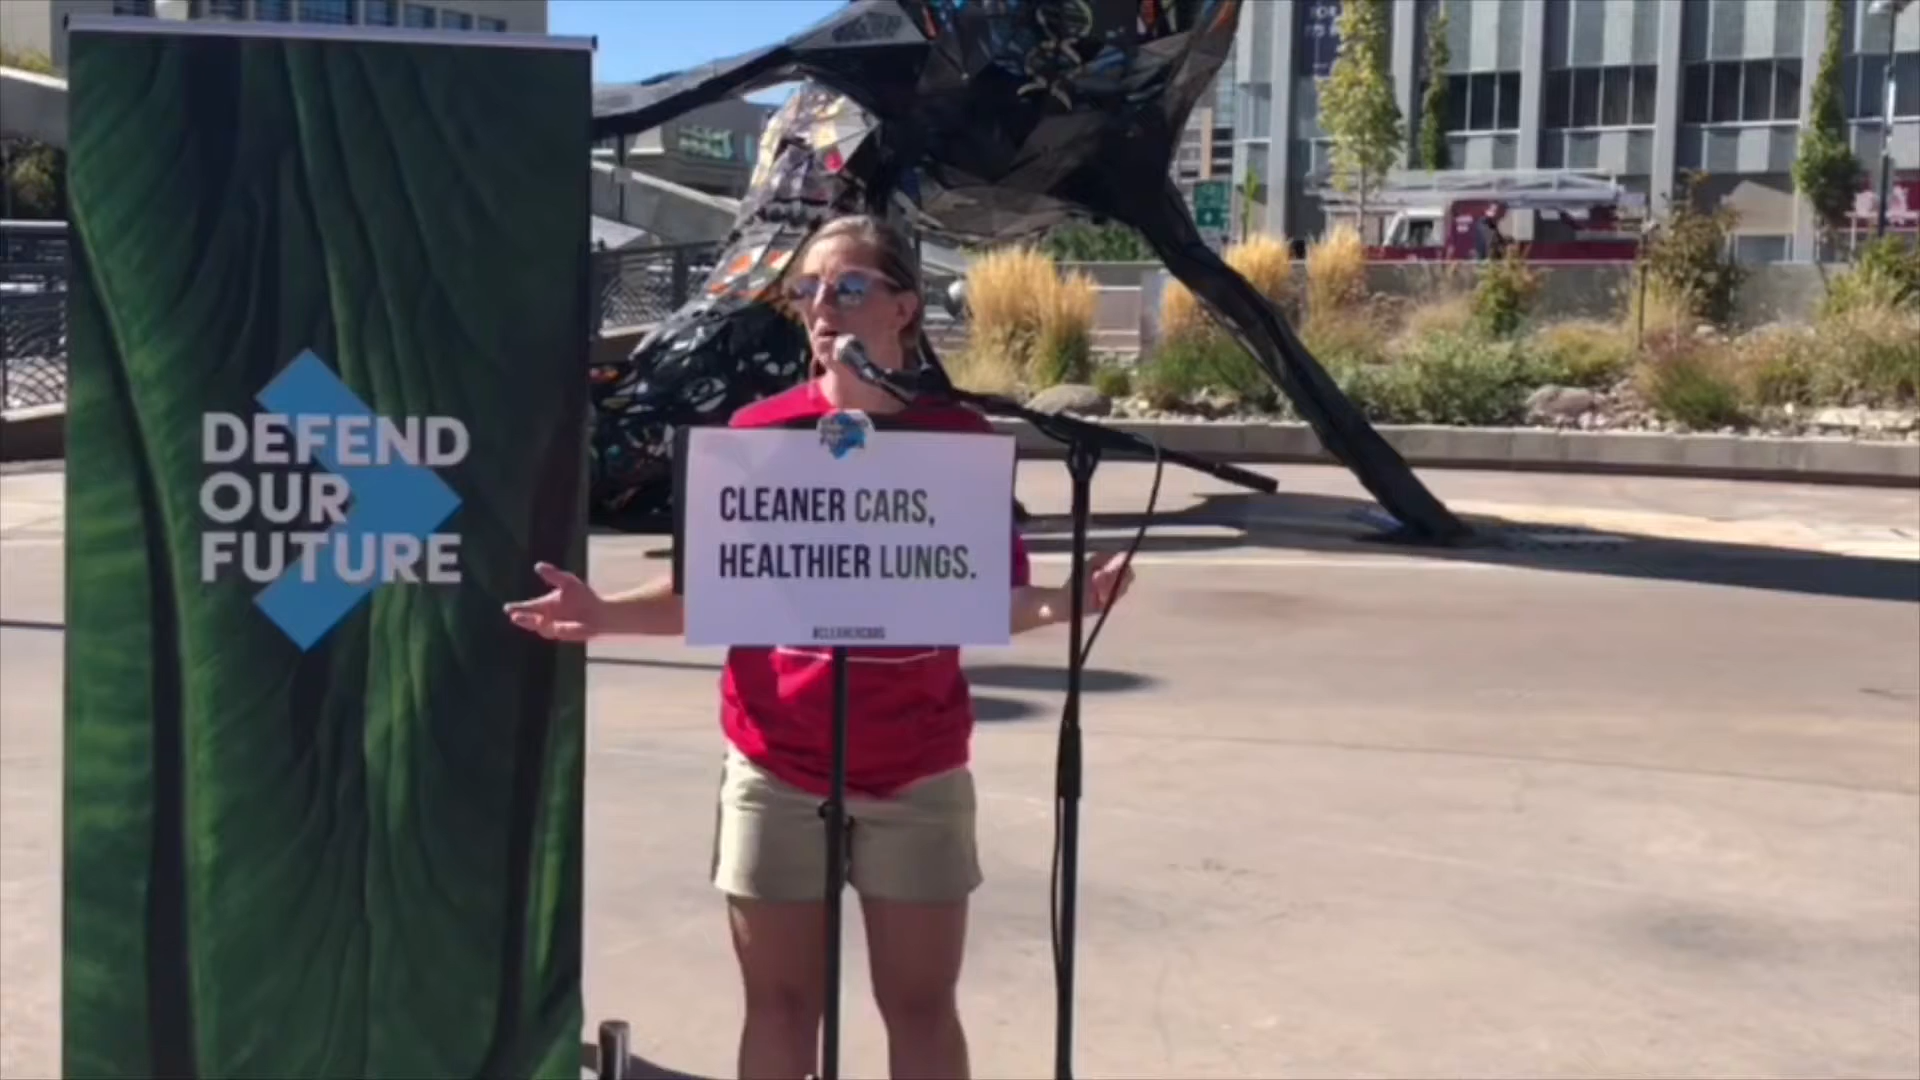 DEFEND
OUR
FUTURE
CLEANER CARS,
HEALTHIER LUNGS.
#CLEANERCARS